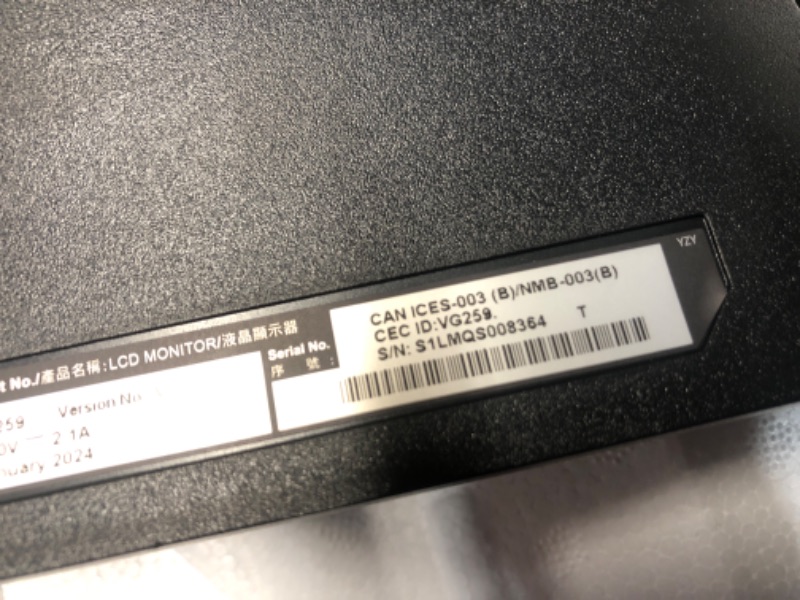 YZY
CAN ICES-003 (B)/NMB-003(B)
CEC ID:VG259.
S/N: S1LMQS008364 T
Serial No.
序 號:
t No./產品名稱:LCD MONITOR/液晶顯示器
259 Version No.
0V 2.1A
nuary 2024